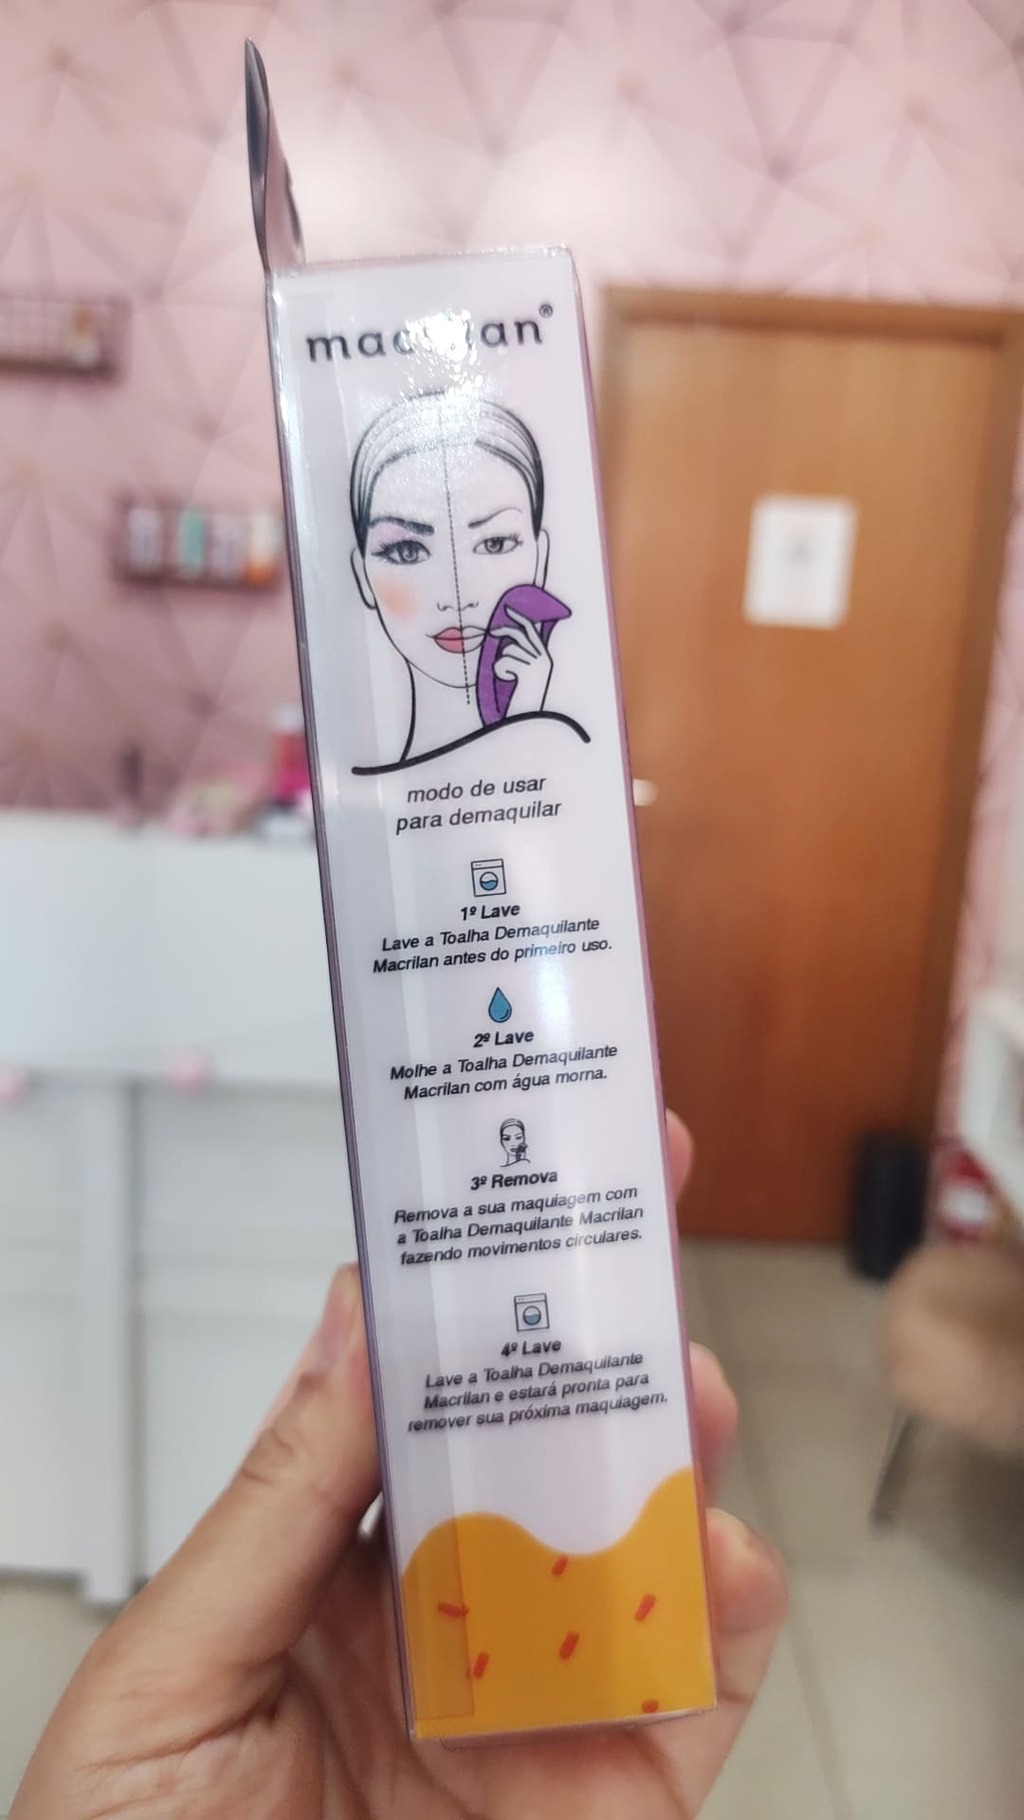 macrilan®
modo de usar
para demaquilar
1º Lave
Lave a Toalha Demaquilante
Macrilan antes do primeiro uso.
2º Lave
Molhe a Toalha Demaquilante
Macrilan com água morna.
3º Remova
Remova a sua maquiagem com
a Toalha Demaquilante Macrilan
fazendo movimentos circulares.
4º Lave
Lave a Toalha Demaquilante
Macrilan e estará pronta para
remover sua próxima maquiagem.